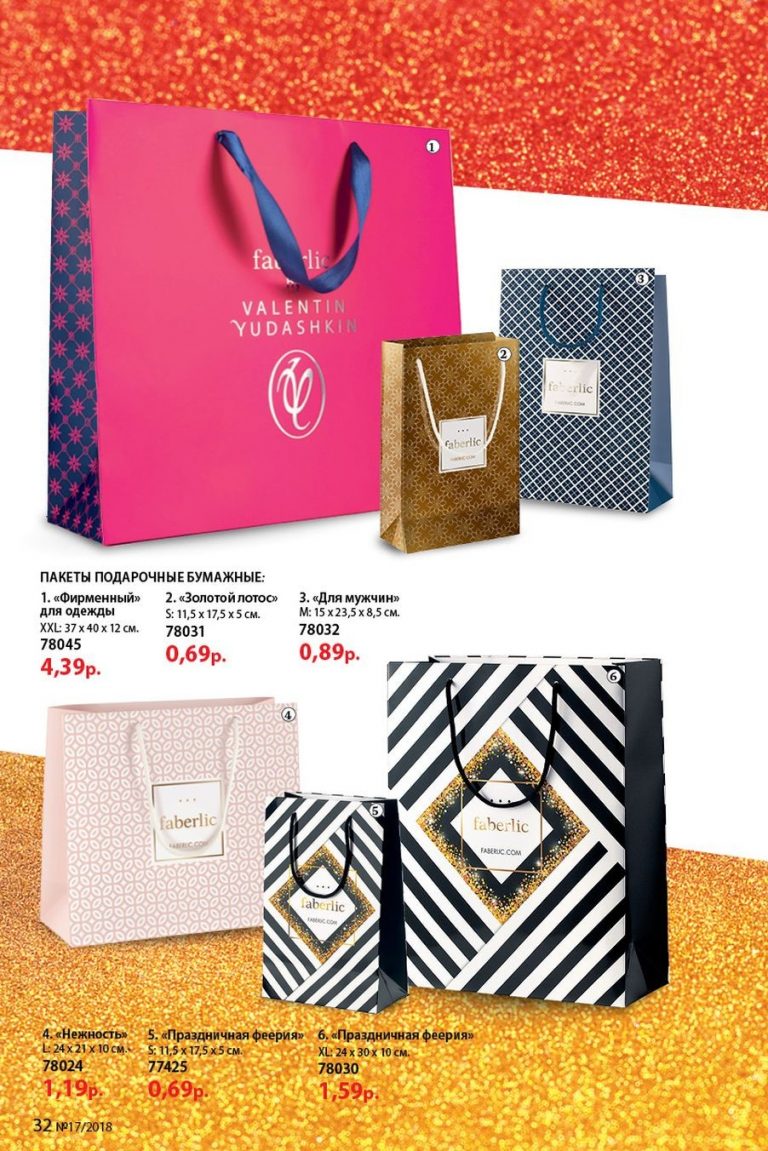 1
faberlic
by
VALENTIN
YUDASHKIN
2
faberlic
FABERLIC.COM
3
faberlic
FABERLIC.COM
ПАКЕТЫ ПОДАРОЧНЫЕ БУМАЖНЫЕ:
1. «Фирменный»
для одежды
XXL: 37 x 40 x 12 см.
78045
4,39р.
2. «Золотой лотос»
S: 11,5 x 17,5 x 5 см.
78031
0,69р.
3. «Для мужчин»
M: 15 x 23,5 x 8,5 см.
78032
0,89р.
4
faberlic
FABERLIC.COM
5
faberlic
FABERLIC.COM
6
faberlic
FABERLIC.COM
4. «Нежность»
L: 24 x 21 x 10 см.
78024
1,19р.
5. «Праздничная феерия»
S: 11,5 x 17,5 x 5 см.
77425
0,69р.
6. «Праздничная феерия»
XL: 24 x 30 x 10 см.
78030
1,59р.
32 №17/2018